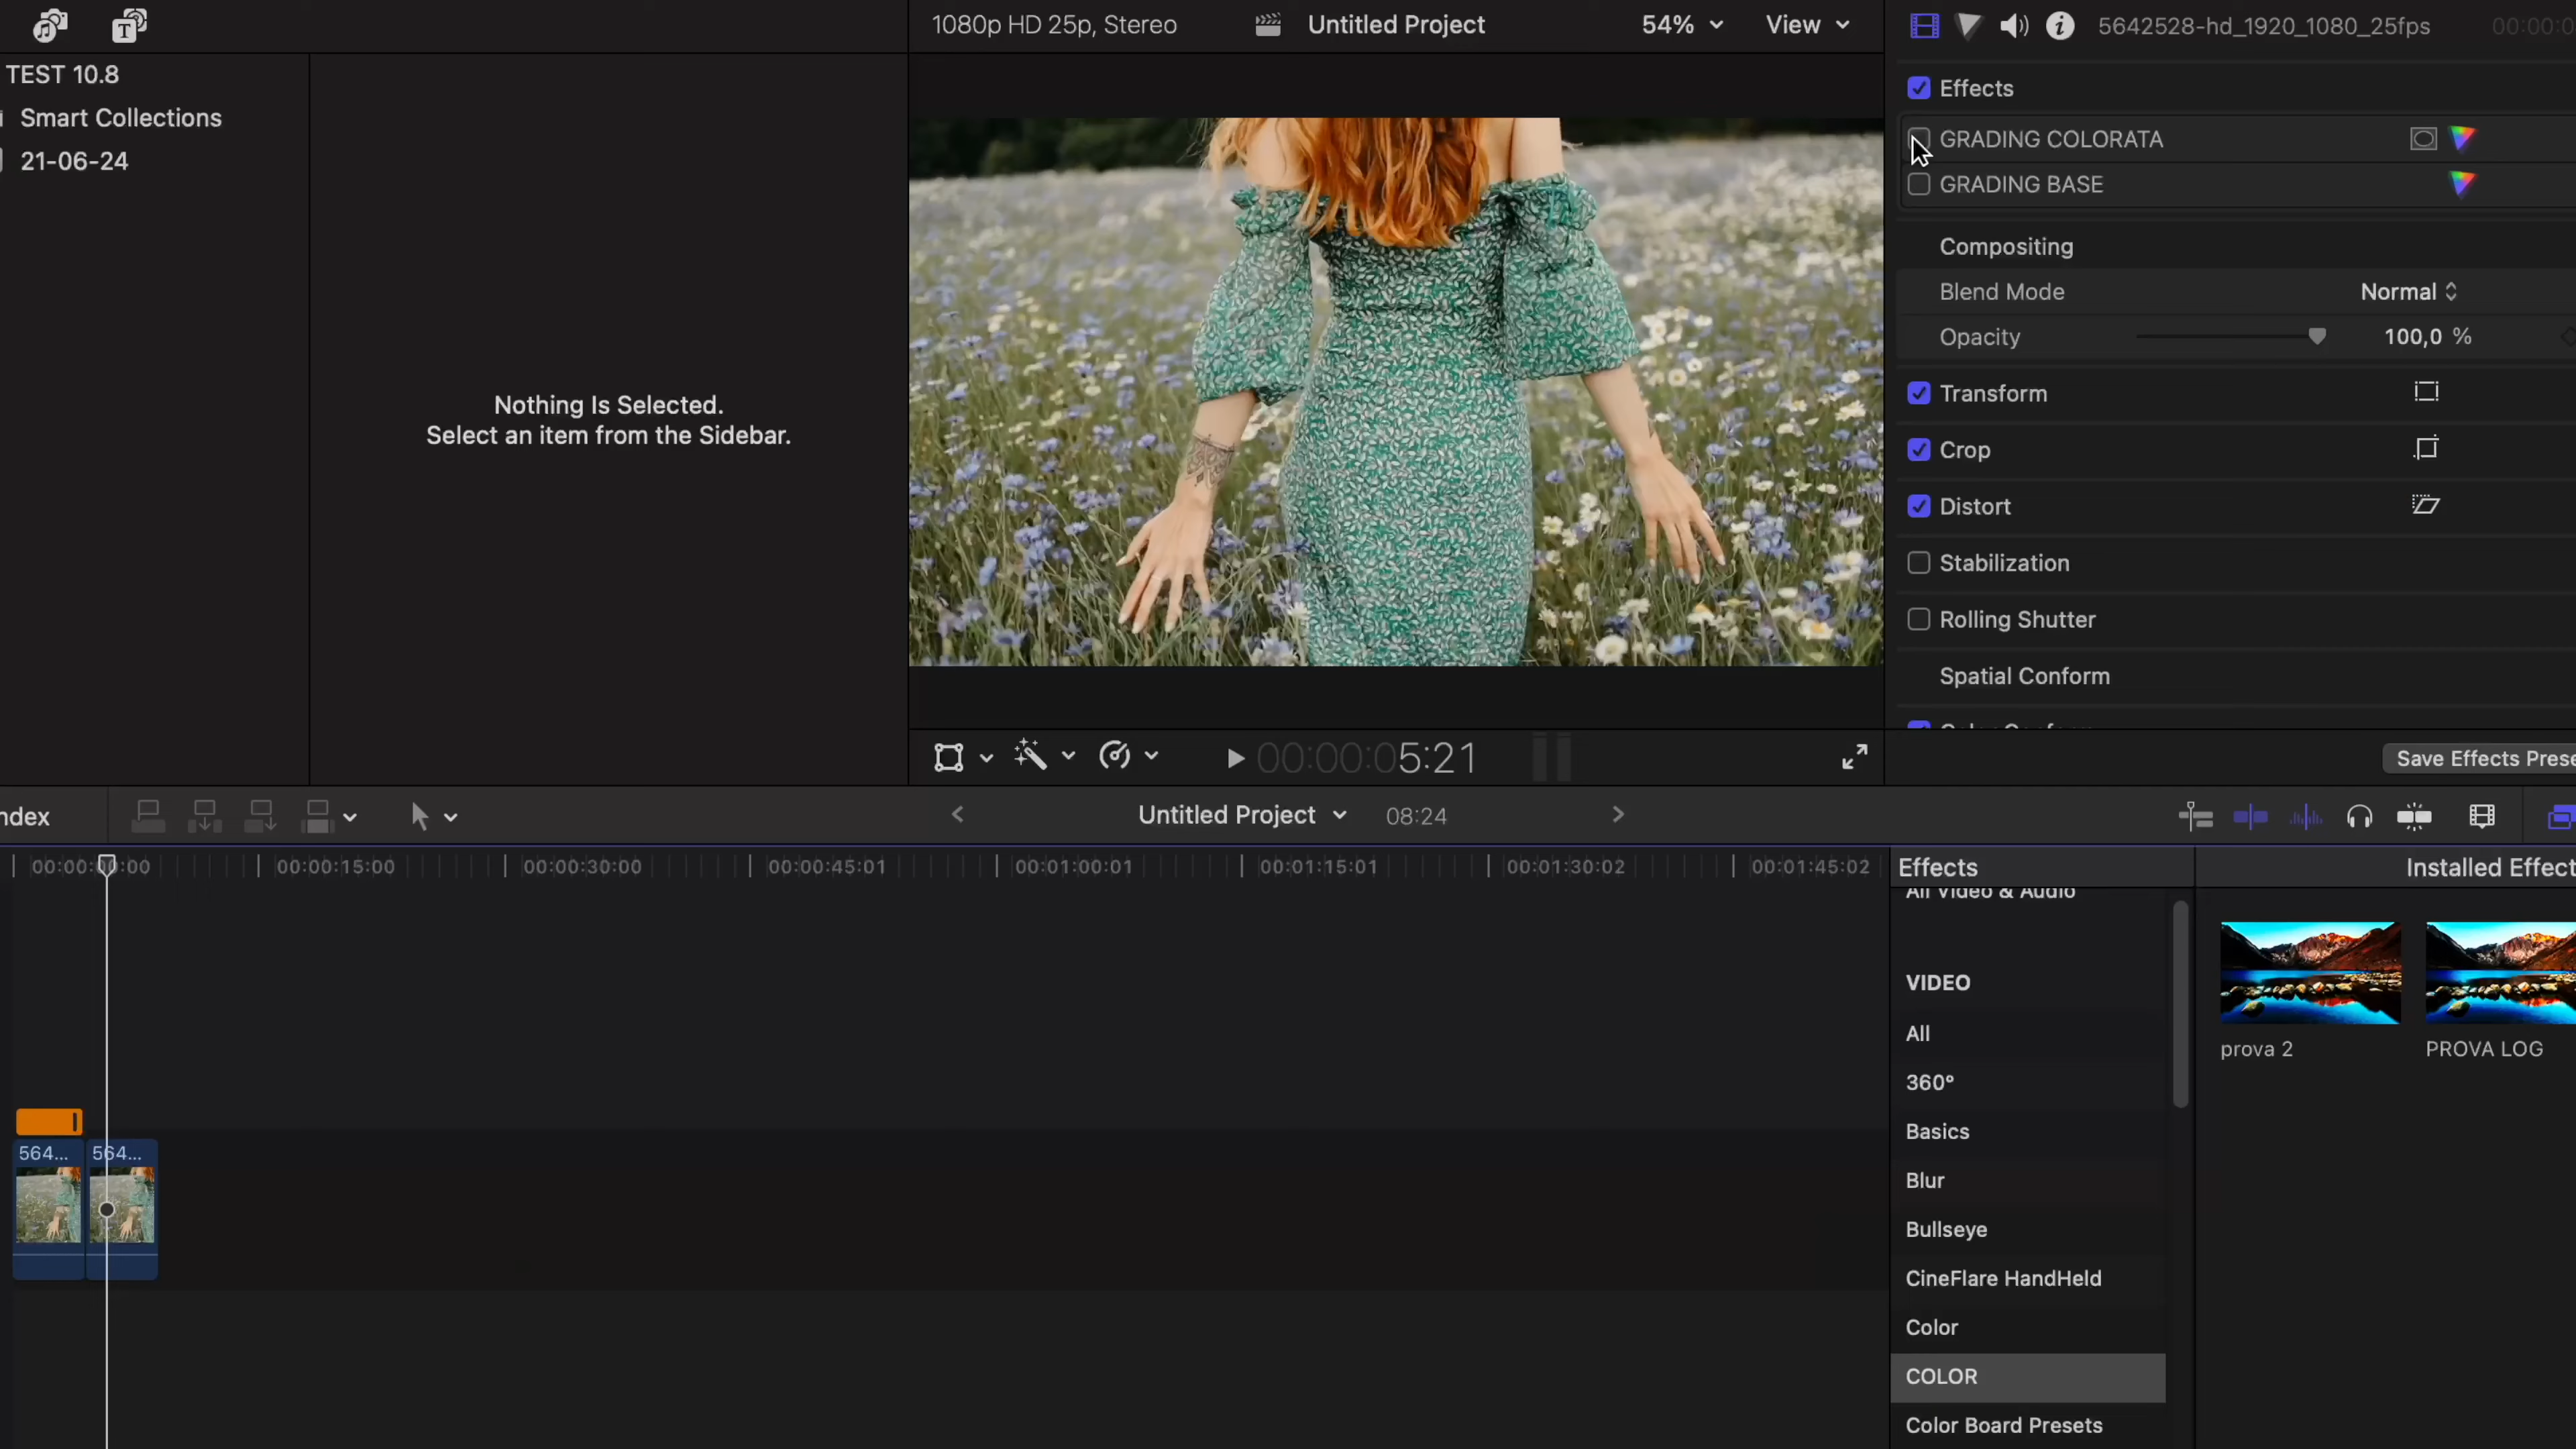 1080p HD 25p, Stereo
Untitled Project
54%
View
5642528-hd_1920_1080_25fps
TEST 10.8
Smart Collections
21-06-24
Nothing Is Selected.
Select an item from the Sidebar.
Effects
GRADING COLORATA
GRADING BASE
Compositing
Blend Mode
Normal
Opacity
100,0 %
Transform
Crop
Distort
Stabilization
Rolling Shutter
Spatial Conform
00:00:05:21
Save Effects Prese
ndex
Untitled Project
08:24
00:00:00:00
00:00:15:00
00:00:30:00
00:00:45:01
00:01:00:01
00:01:15:01
00:01:30:02
00:01:45:02
564...
564...
Effects
Installed Effect
All Video & Audio
VIDEO
All
360°
Basics
Blur
Bullseye
CineFlare HandHeld
Color
COLOR
Color Board Presets
prova 2
PROVA LOG